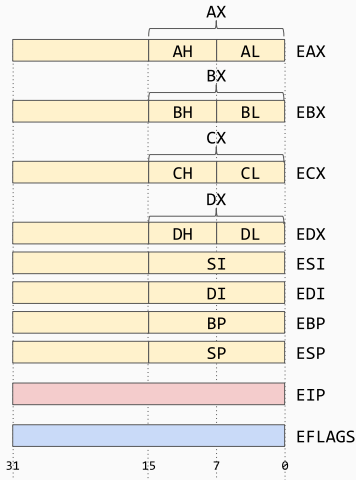 AX
AH AL EAX
BX
BH BL EBX
CX
CH CL ECX
DX
DH DL EDX
SI ESI
DI EDI
BP EBP
SP ESP
EIP
EFLAGS
31 15 7 0